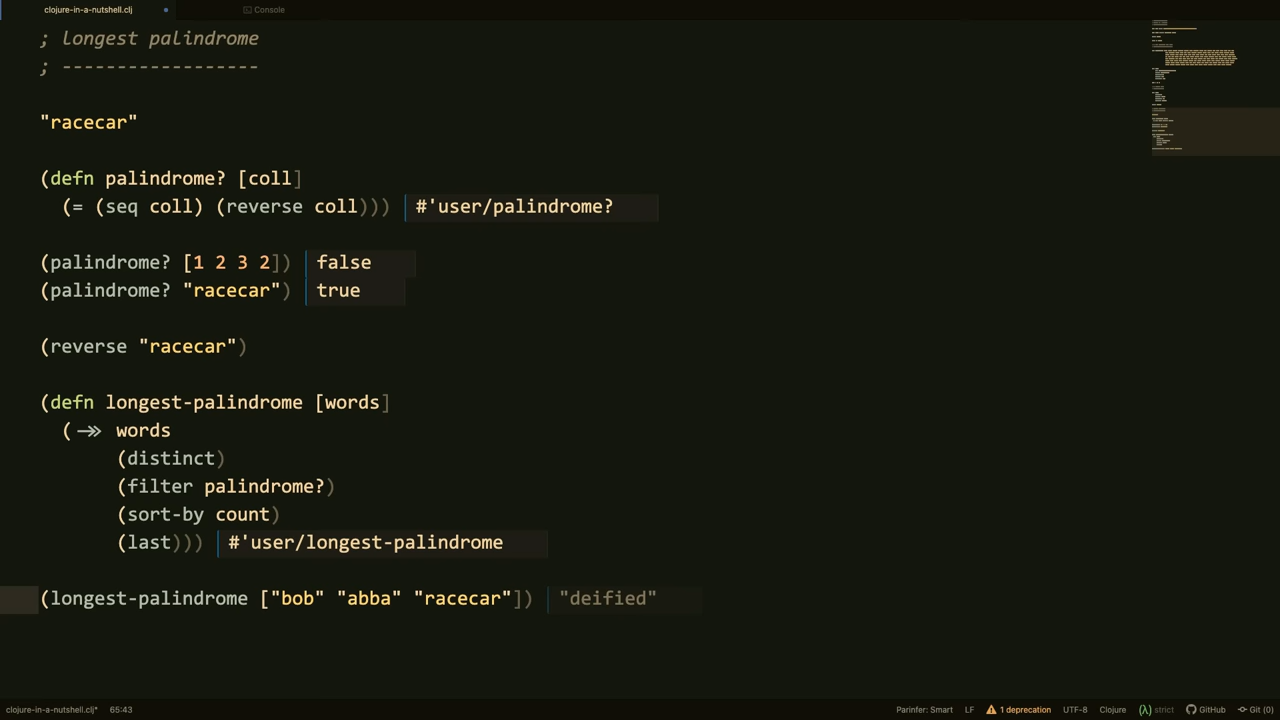 clojure-in-a-nutshell.clj
Console
; longest palindrome
; ------------------
"racecar"
(defn palindrome? [coll]
(= (seq coll) (reverse coll))) #'user/palindrome?
(palindrome? [1 2 3 2]) false
(palindrome? "racecar") true
(reverse "racecar")
(defn longest-palindrome [words]
(->> words
(distinct)
(filter palindrome?)
(sort-by count)
(last))) #'user/longest-palindrome
(longest-palindrome ["bob" "abba" "racecar"]) "deified"
clojure-in-a-nutshell.clj* 65:43 Parinfer: Smart LF 1 deprecation UTF-8 Clojure (λ) strict GitHub Git (0)